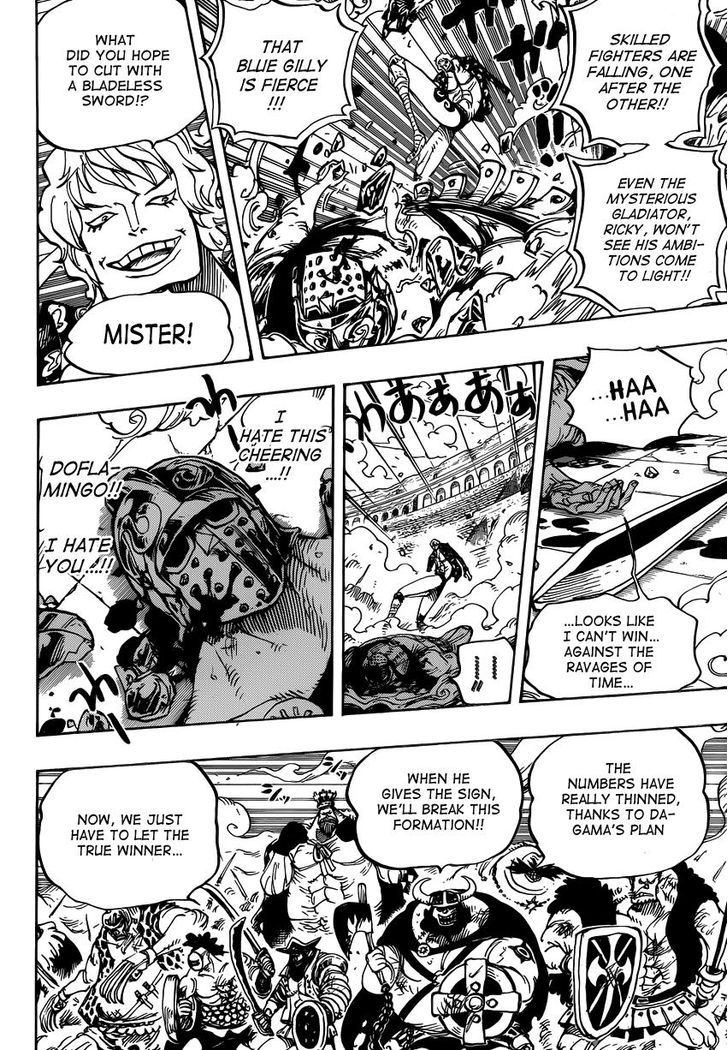 SKILLED
FIGHTERS ARE
FALLING, ONE
AFTER THE
OTHER!!
EVEN THE
MYSTERIOUS
GLADIATOR,
RICKY, WON'T
SEE HIS AMBI-
TIONS COME
TO LIGHT!!
ガガ
THAT
BLUE GILLY
IS FIERCE
!!!
WHAT
DID YOU HOPE
TO CUT WITH
A BLADELESS
SWORD!?
MISTER!
...HAA
...HAA
...LOOKS LIKE
I CAN'T WIN...
AGAINST THE
RAVAGES OF
TIME...
わああああ
!!
わ
I
HATE THIS
CHEERING
...!!
DOFLA-
MINGO!!
I HATE
YOU...!!
わ
THE
NUMBERS HAVE
REALLY THINNED,
THANKS TO DA-
GAMA'S PLAN
WHEN HE
GIVES THE SIGN,
WE'LL BREAK THIS
FORMATION!!
NOW, WE JUST
HAVE TO LET THE
TRUE WINNER...